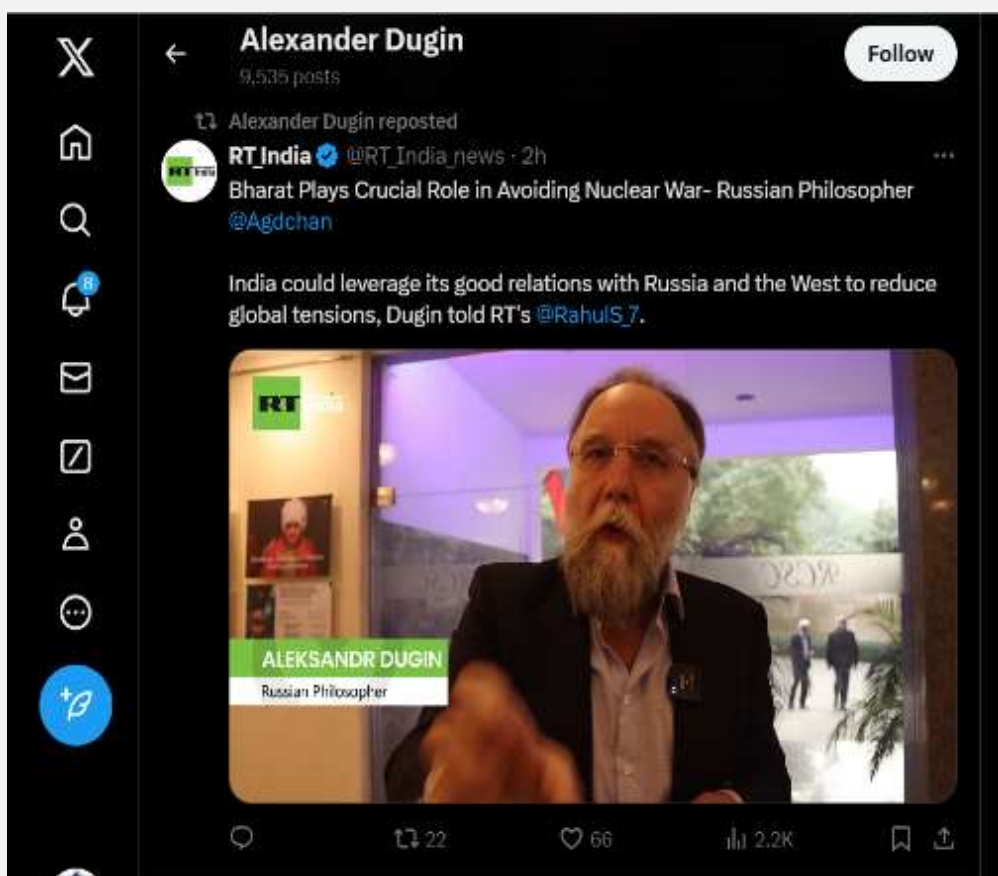 Alexander Dugin
9,535 posts
Follow
Alexander Dugin reposted
RT_India @RT_India_news · 2h
Bharat Plays Crucial Role in Avoiding Nuclear War- Russian Philosopher
@Agdchan
India could leverage its good relations with Russia and the West to reduce
global tensions, Dugin told RT's @RahulS_7.
RT India
ALEKSANDR DUGIN
Russian Philosopher
22
66
2.2K
8